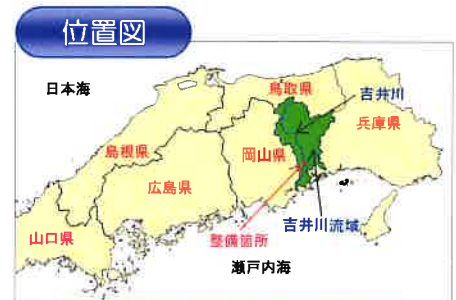 位置図
日本海
鳥取県
吉井川
兵庫県
島根県
岡山県
広島県
山口県
整備箇所
吉井川流域
瀬戸内海